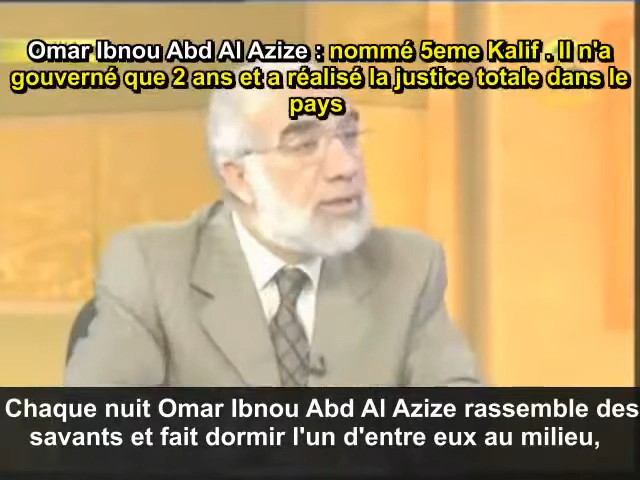 Omar Ibnou Abd Al Azize : nommé 5eme Kalif . Il n'a
gouverné que 2 ans et a réalisé la justice totale dans le
pays
Chaque nuit Omar Ibnou Abd Al Azize rassemble des
savants et fait dormir l'un d'entre eux au milieu,